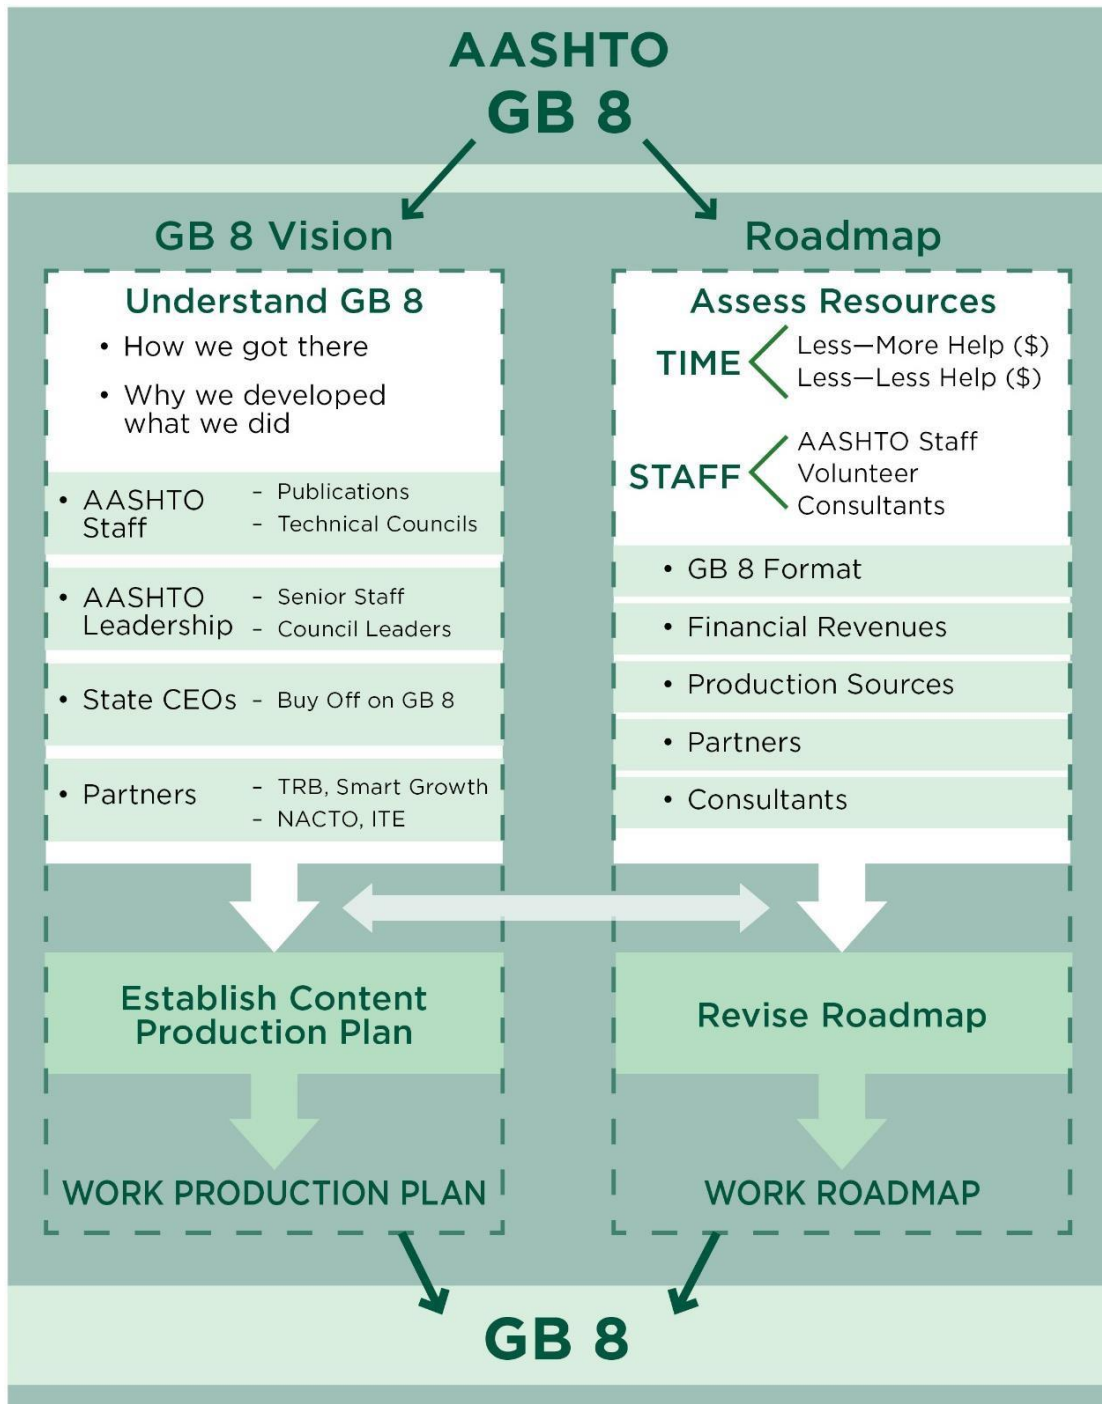 AASHTO
GB 8
GB 8 Vision
Understand GB 8
• How we got there
• Why we developed
what we did
• AASHTO
Staff
– Publications
– Technical Councils
• AASHTO
Leadership
– Senior Staff
– Council Leaders
• State CEOs
– Buy Off on GB 8
• Partners
– TRB, Smart Growth
– NACTO, ITE
Establish Content
Production Plan
WORK PRODUCTION PLAN
Roadmap
Assess Resources
TIME
Less—More Help ($)
Less—Less Help ($)
STAFF
AASHTO Staff
Volunteer
Consultants
• GB 8 Format
• Financial Revenues
• Production Sources
• Partners
• Consultants
Revise Roadmap
WORK ROADMAP
GB 8